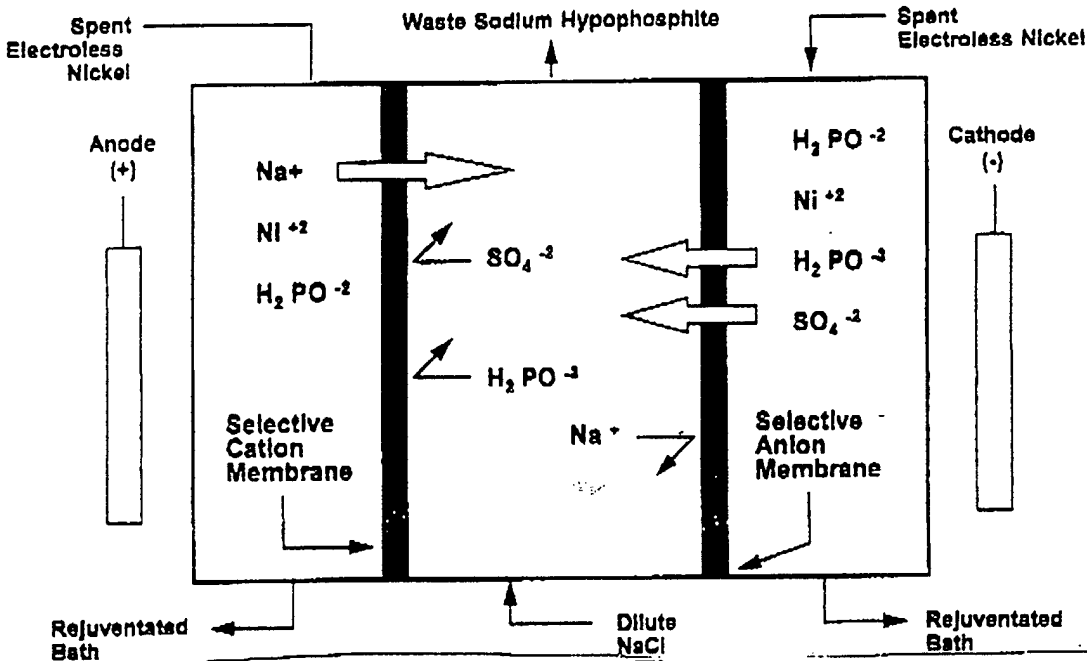 Waste Sodium Hypophosphite
Spent
Electroless
Nickel
Spent
Electroless Nickel
Anode
(+)
Cathode
(-)
Na+
Ni +2
H2 PO -2
SO4 -2
H2 PO -3
Na +
H2 PO -2
Ni +2
H2 PO -3
SO4 -2
Selective
Cation
Membrane
Selective
Anion
Membrane
Rejuventated
Bath
Dilute
NaCl
Rejuventated
Bath